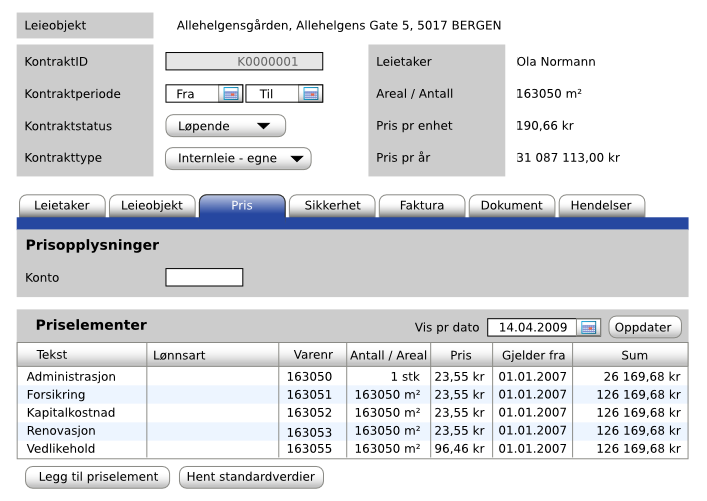 Leieobjekt Allehelgensgården, Allehelgens Gate 5, 5017 BERGEN
KontraktID K0000001 Leietaker Ola Normann
Kontraktperiode Fra Til Areal / Antall 163050 m²
Kontraktstatus Løpende Pris pr enhet 190,66 kr
Kontrakttype Internleie - egne Pris pr år 31 087 113,00 kr
Leietaker Leieobjekt Pris Sikkerhet Faktura Dokument Hendelser
Prisopplysninger
Konto
Priselementer Vis pr dato 14.04.2009 Oppdater
Tekst Lønnsart Varenr Antall / Areal Pris Gjelder fra Sum
Administrasjon 163050 1 stk 23,55 kr 01.01.2007 26 169,68 kr
Forsikring 163051 163050 m² 23,55 kr 01.01.2007 126 169,68 kr
Kapitalkostnad 163052 163050 m² 23,55 kr 01.01.2007 126 169,68 kr
Renovasjon 163053 163050 m² 23,55 kr 01.01.2007 126 169,68 kr
Vedlikehold 163055 163050 m² 96,46 kr 01.01.2007 126 169,68 kr
Legg til priselement Hent standardverdier